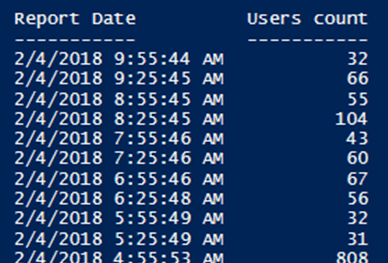 Report Date          Users count
-----------          -----------
2/4/2018 9:55:44 AM           32
2/4/2018 9:25:45 AM           66
2/4/2018 8:55:45 AM           55
2/4/2018 8:25:45 AM          104
2/4/2018 7:55:46 AM           43
2/4/2018 7:25:46 AM           60
2/4/2018 6:55:46 AM           67
2/4/2018 6:25:48 AM           56
2/4/2018 5:55:49 AM           32
2/4/2018 5:25:49 AM           31
2/4/2018 4:55:53 AM          808